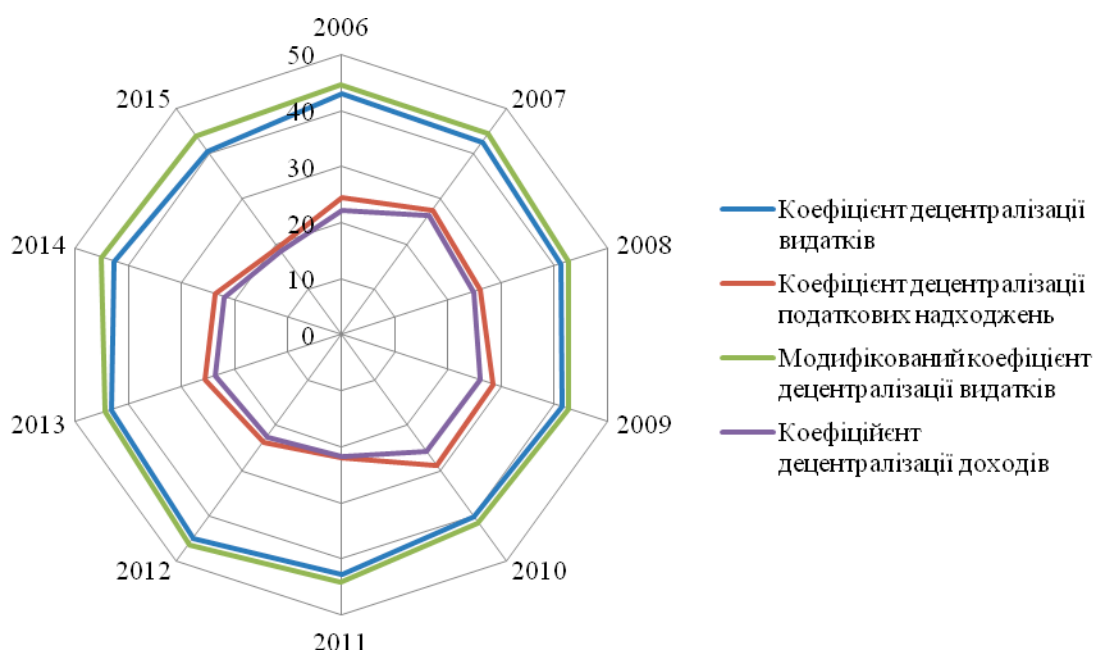 2006
50
2015
2007
40
30
20
2014
2008
10
0
2013
2009
2012
2010
2011
Коефіцієнт децентралізації
видатків
Коефіцієнт децентралізації
податкових надходжень
Модифікований коефіцієнт
децентралізації видатків
Коефіційєнт
децентралізації доходів